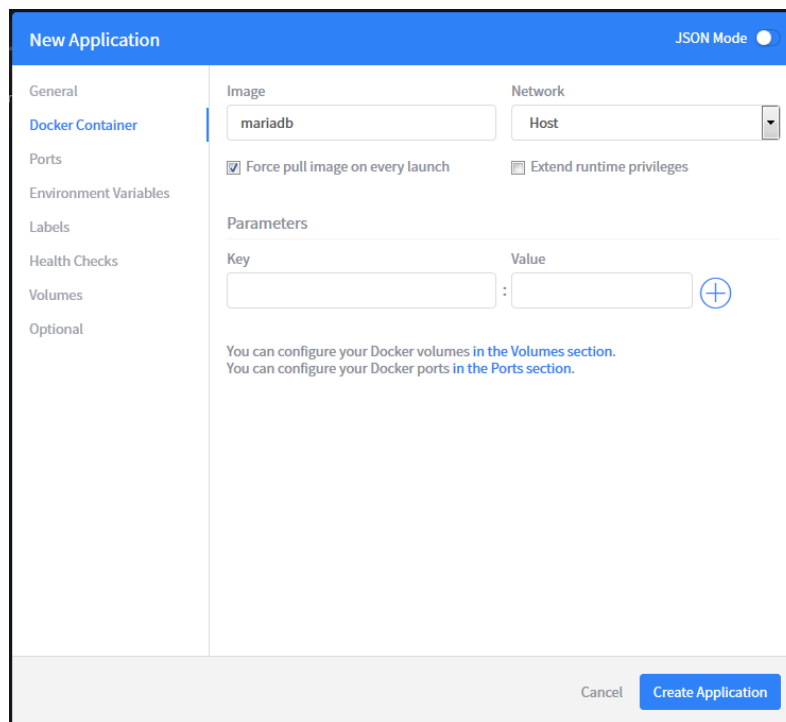 New Application
JSON Mode
General
Docker Container
Ports
Environment Variables
Labels
Health Checks
Volumes
Optional
Image
Network
mariadb
Host
Force pull image on every launch
Extend runtime privileges
Parameters
Key
Value
:
You can configure your Docker volumes in the Volumes section.
You can configure your Docker ports in the Ports section.
Cancel
Create Application